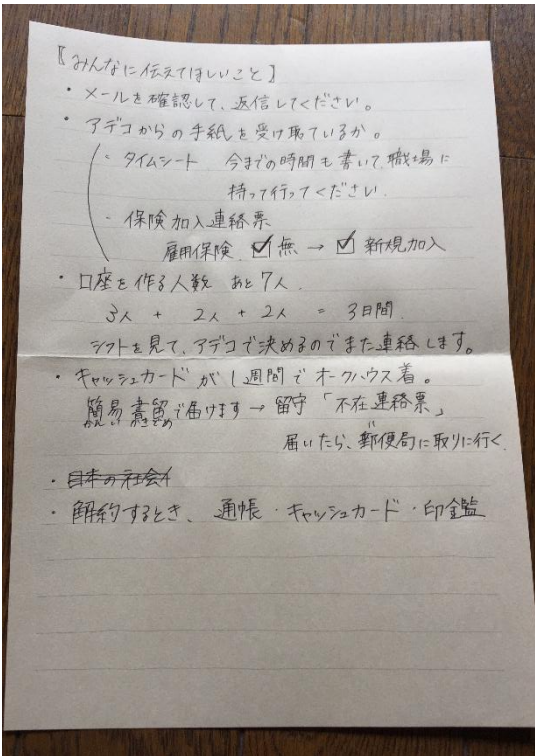 【みんなに伝えてほしいこと】
・メールを確認して、返信してください。
・アデコからの手紙を受け取ているか。
・タイムシート 今までの時間も書いて、職場に
持って行ってください
・保険加入連絡票
雇用保険 ☑無 → ☑ 新規加入
・口座を作る人数 あと7人.
3人 + 2人 + 2人 = 3日間.
シフトを見て、アデコで決めるのでまた連絡します。
・キャッシュカードが1週間でオークハウス着。
簡易書留で届けます→留守「不在連絡票」
かんい かきとめ
届いたら、郵便局に取りに行く.
・日本の社会イ
・解約するとき、通帳・キャッシュカード・印鑑